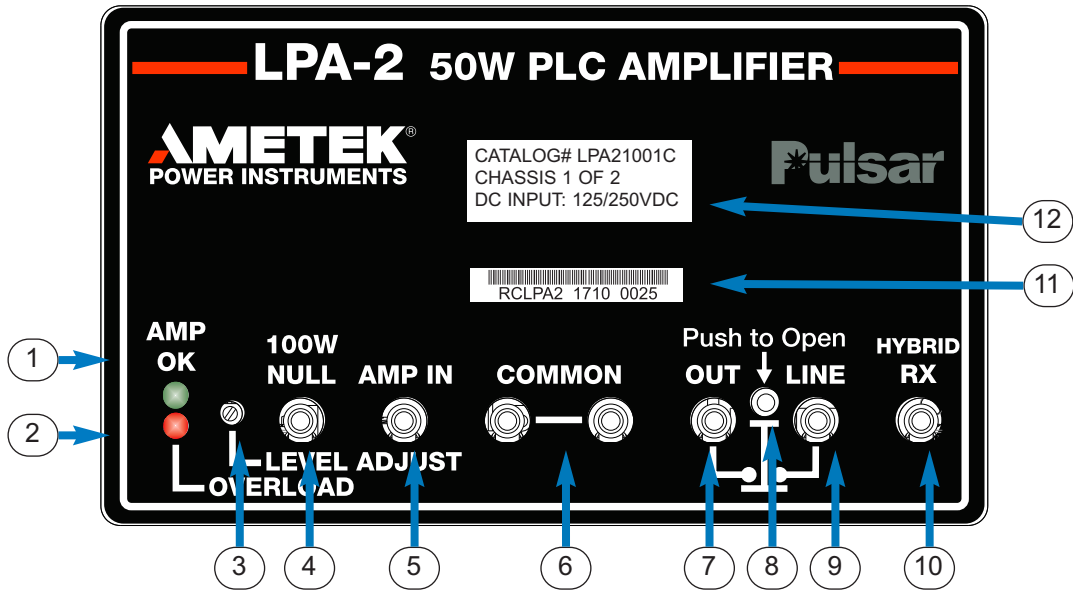 LPA-2 50W PLC AMPLIFIER
AMETEK®
POWER INSTRUMENTS
CATALOG# LPA21001C
CHASSIS 1 OF 2
DC INPUT: 125/250VDC
Pulsar
12
11
RCLPA2 1710 0025
AMP
OK
100W
NULL
AMP IN
COMMON
Push to Open
OUT
LINE
HYBRID
RX
1
2
LEVEL ADJUST
OVERLOAD
3
4
5
6
7
8
9
10